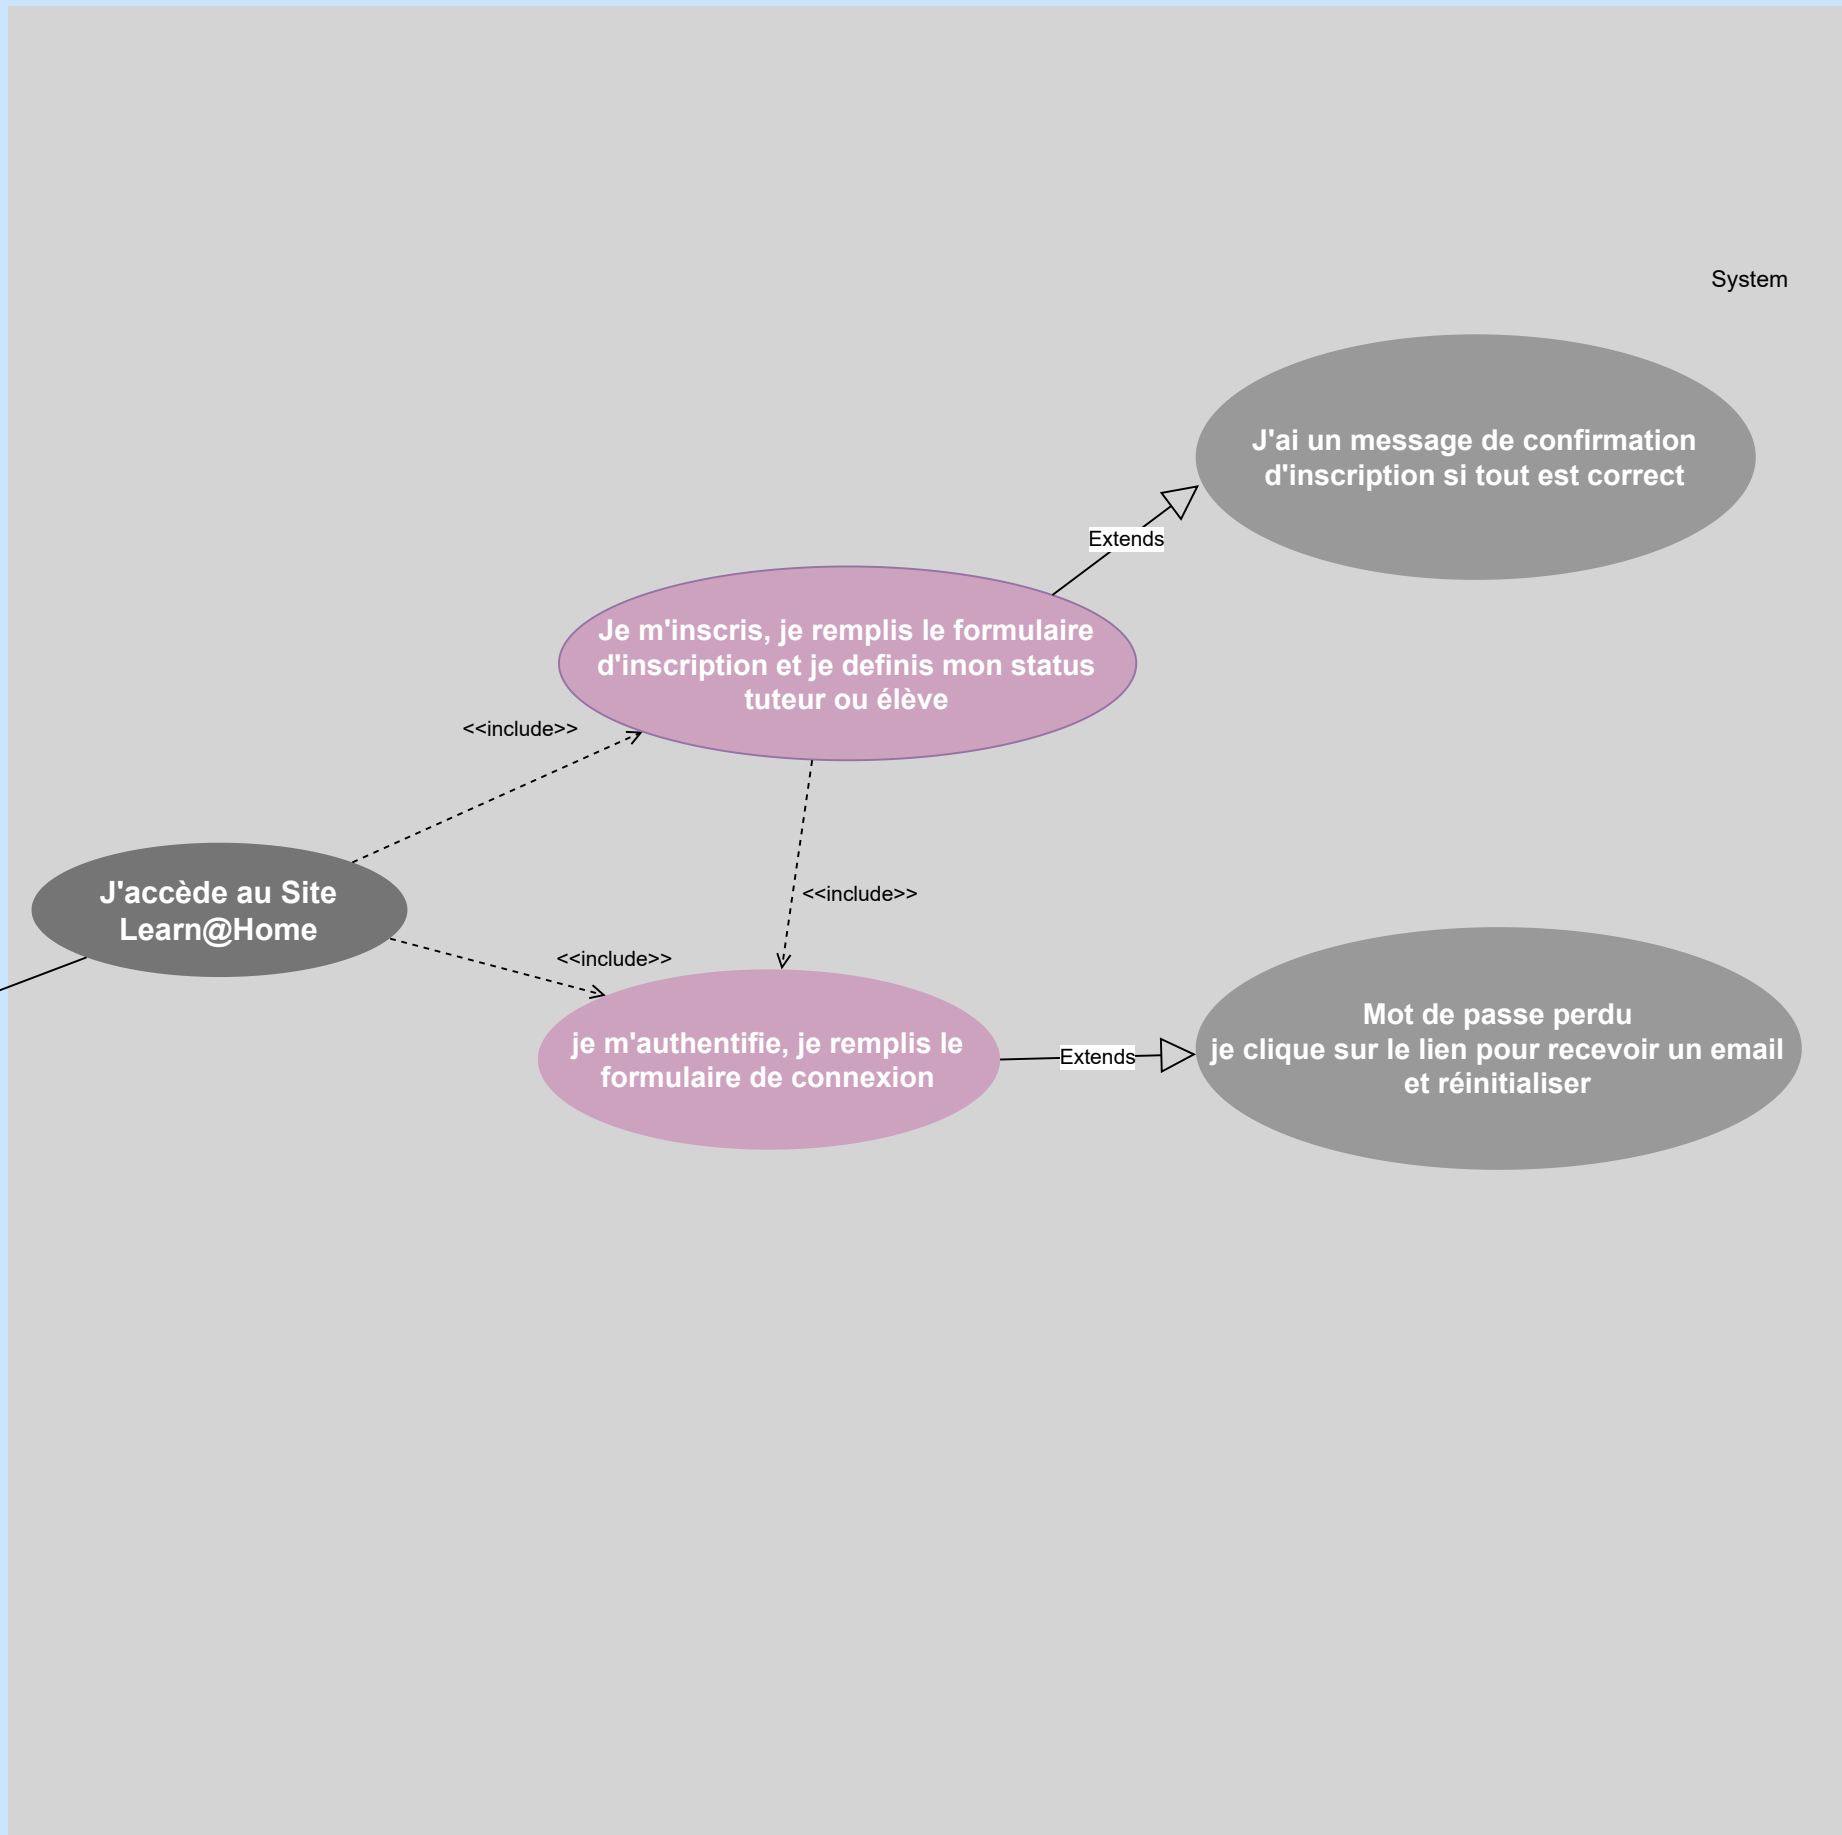 System
J'ai un message de confirmation
d'inscription si tout est correct
Extends
Je m'inscris, je remplis le formulaire
d'inscription et je definis mon status
tuteur ou élève
<<include>>
J'accède au Site
Learn@Home
<<include>>
<<include>>
je m'authentifie, je remplis le
formulaire de connexion
Extends
Mot de passe perdu
je clique sur le lien pour recevoir un email
et réinitialiser